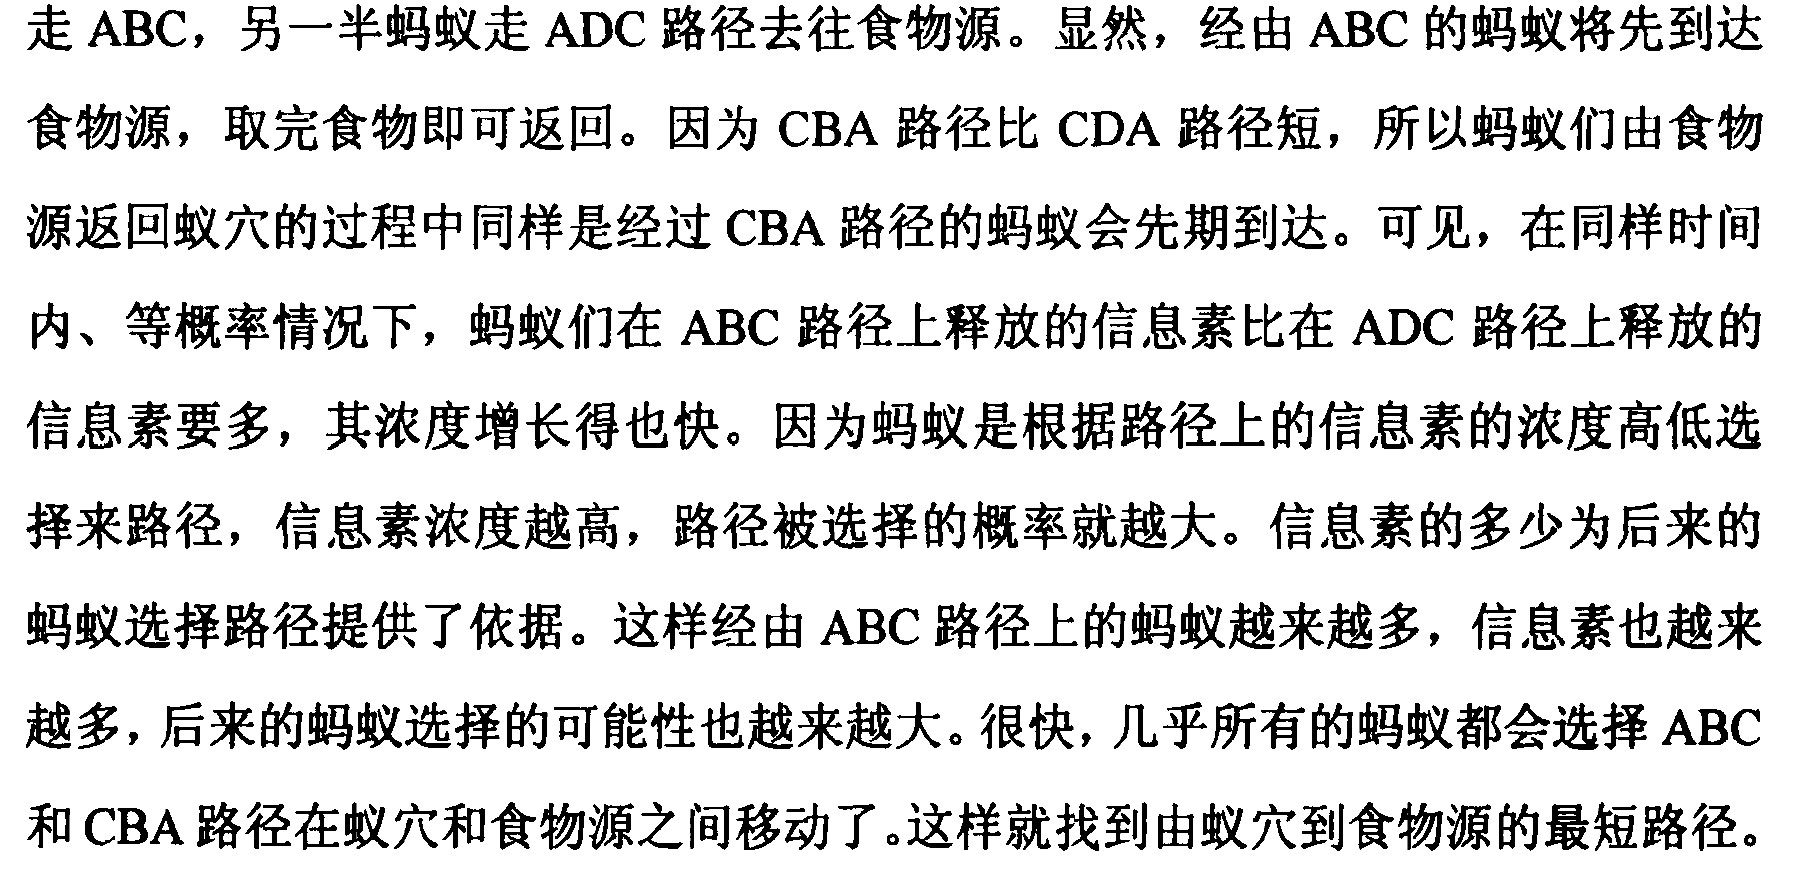 走 ABC，另一半蚂蚁走 ADC 路径去往食物源。显然，经由 ABC 的蚂蚁将先到达
食物源，取完食物即可返回。因为 CBA 路径比 CDA 路径短，所以蚂蚁们由食物
源返回蚁穴的过程中同样是经过 CBA 路径的蚂蚁会先期到达。可见，在同样时间
内、等概率情况下，蚂蚁们在 ABC 路径上释放的信息素比在 ADC 路径上释放的
信息素要多，其浓度增长得也快。因为蚂蚁是根据路径上的信息素的浓度高低选
择来路径，信息素浓度越高，路径被选择的概率就越大。信息素的多少为后来的
蚂蚁选择路径提供了依据。这样经由 ABC 路径上的蚂蚁越来越多，信息素也越来
越多，后来的蚂蚁选择的可能性也越来越大。很快，几乎所有的蚂蚁都会选择 ABC
和 CBA 路径在蚁穴和食物源之间移动了。这样就找到由蚁穴到食物源的最短路径。